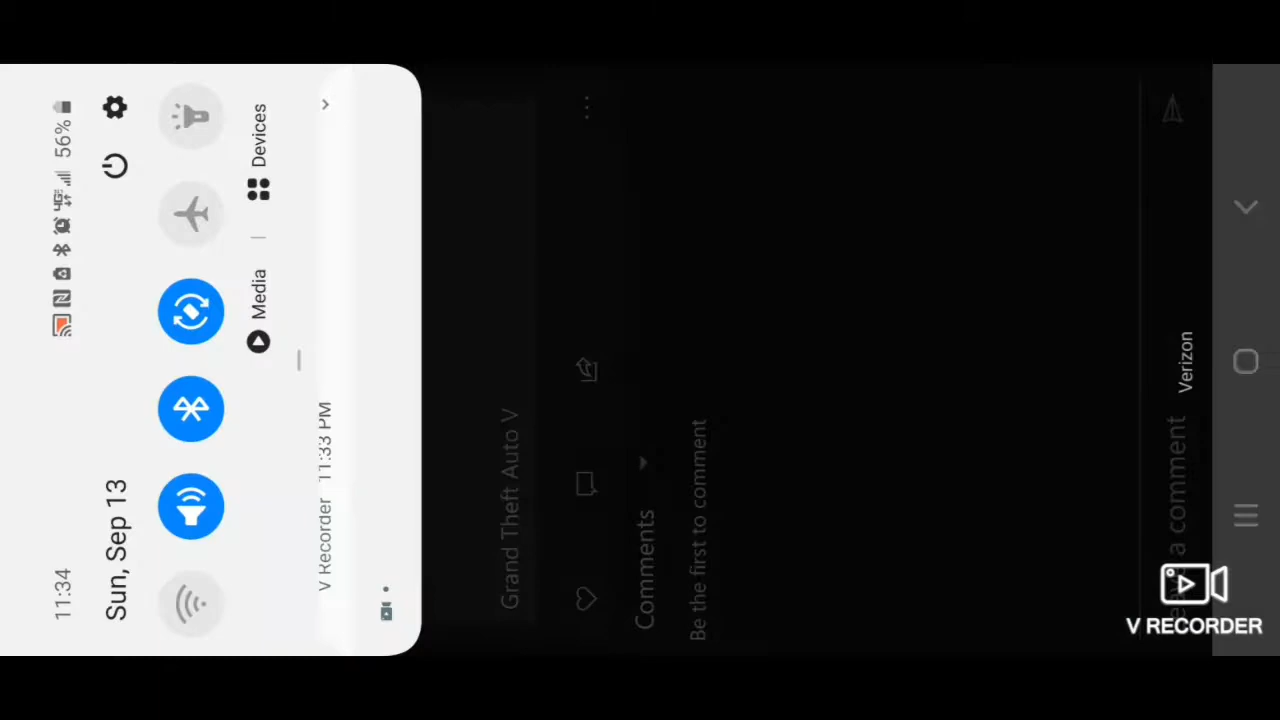 11:34 56%
Sun, Sep 13
Media | Devices
V Recorder 11:33 PM
Grand Theft Auto V
Comments
Be the first to comment
a comment
Verizon
V RECORDER